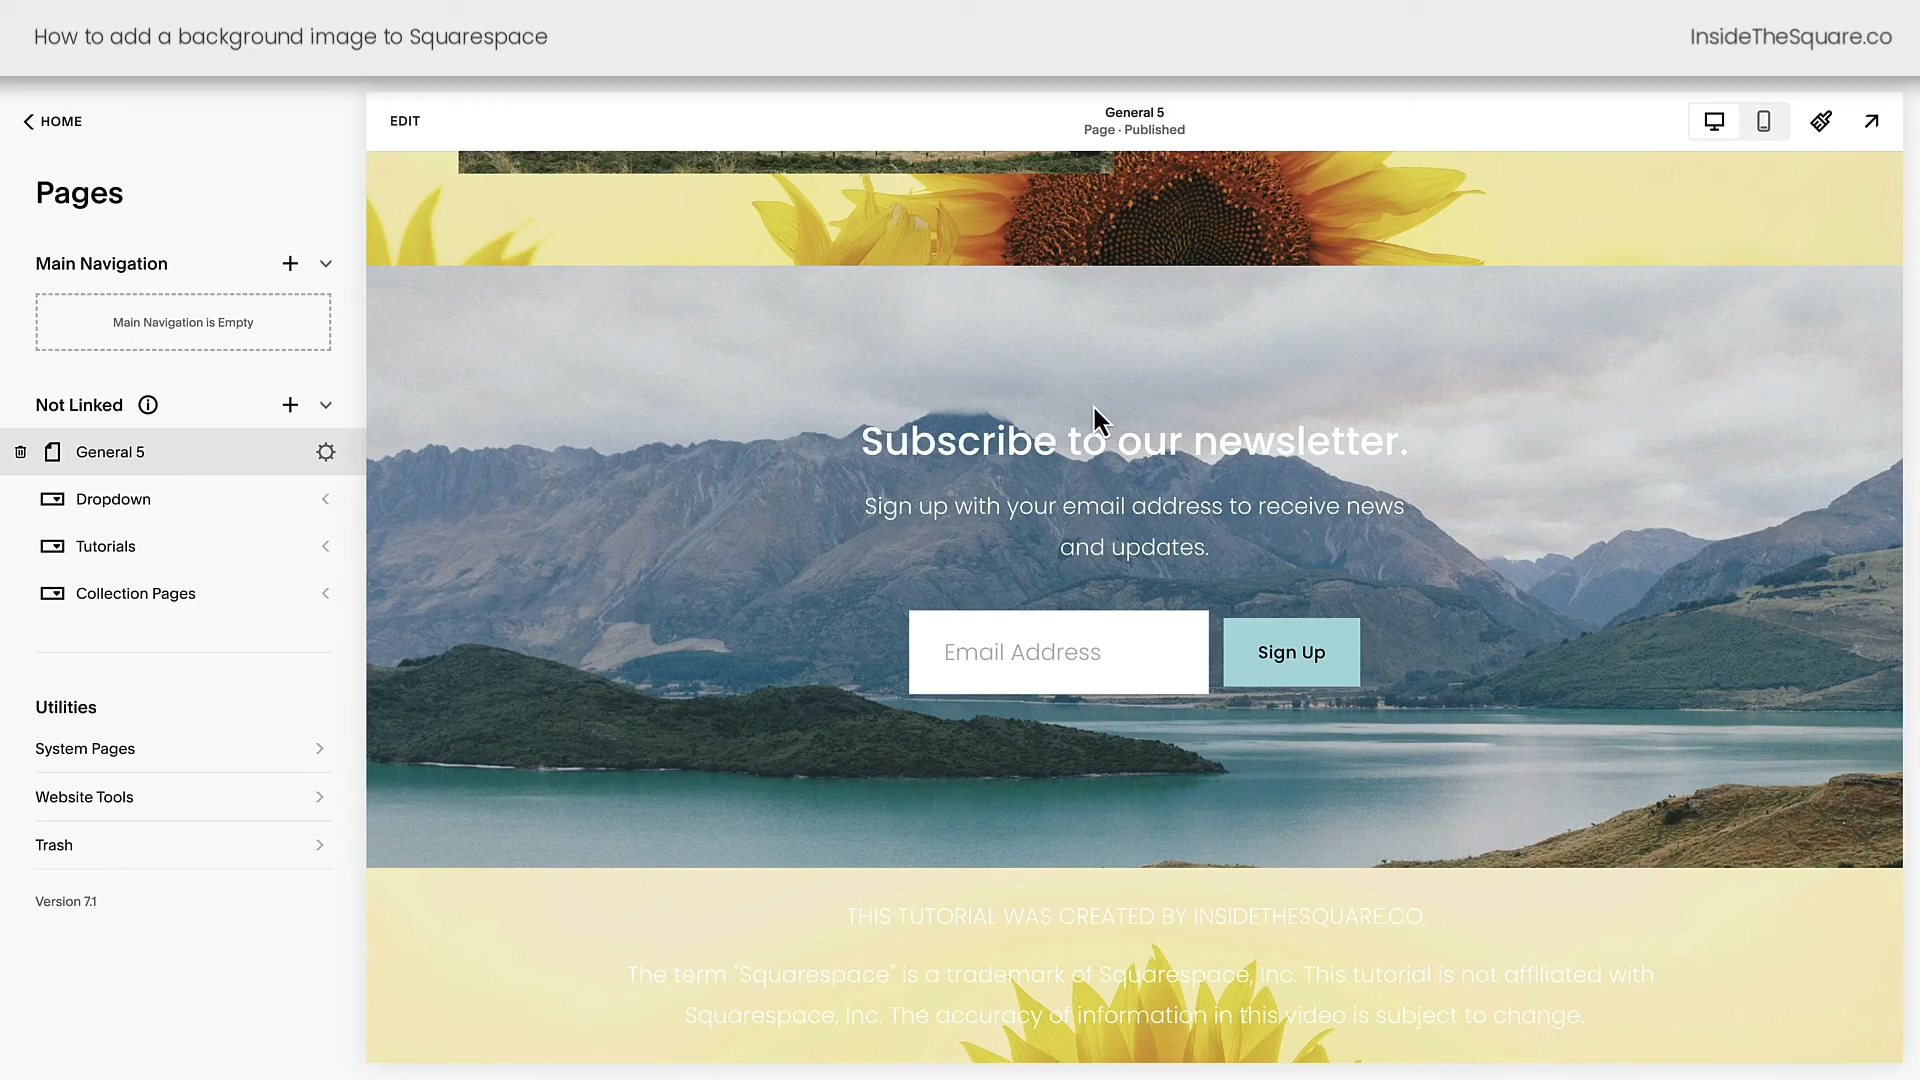 How to add a background image to Squarespace
InsideTheSquare.co
HOME
EDIT
General 5
Page · Published
Pages
Main Navigation
Main Navigation is Empty
Not Linked
General 5
Dropdown
Tutorials
Collection Pages
Utilities
System Pages
Website Tools
Trash
Version 7.1
Subscribe to our newsletter.
Sign up with your email address to receive news
and updates.
Email Address
Sign Up
THIS TUTORIAL WAS CREATED BY INSIDETHESQUARE.CO
The term "Squarespace" is a trademark of Squarespace, Inc. This tutorial is not affiliated with
Squarespace, Inc. The accuracy of information in this video is subject to change.